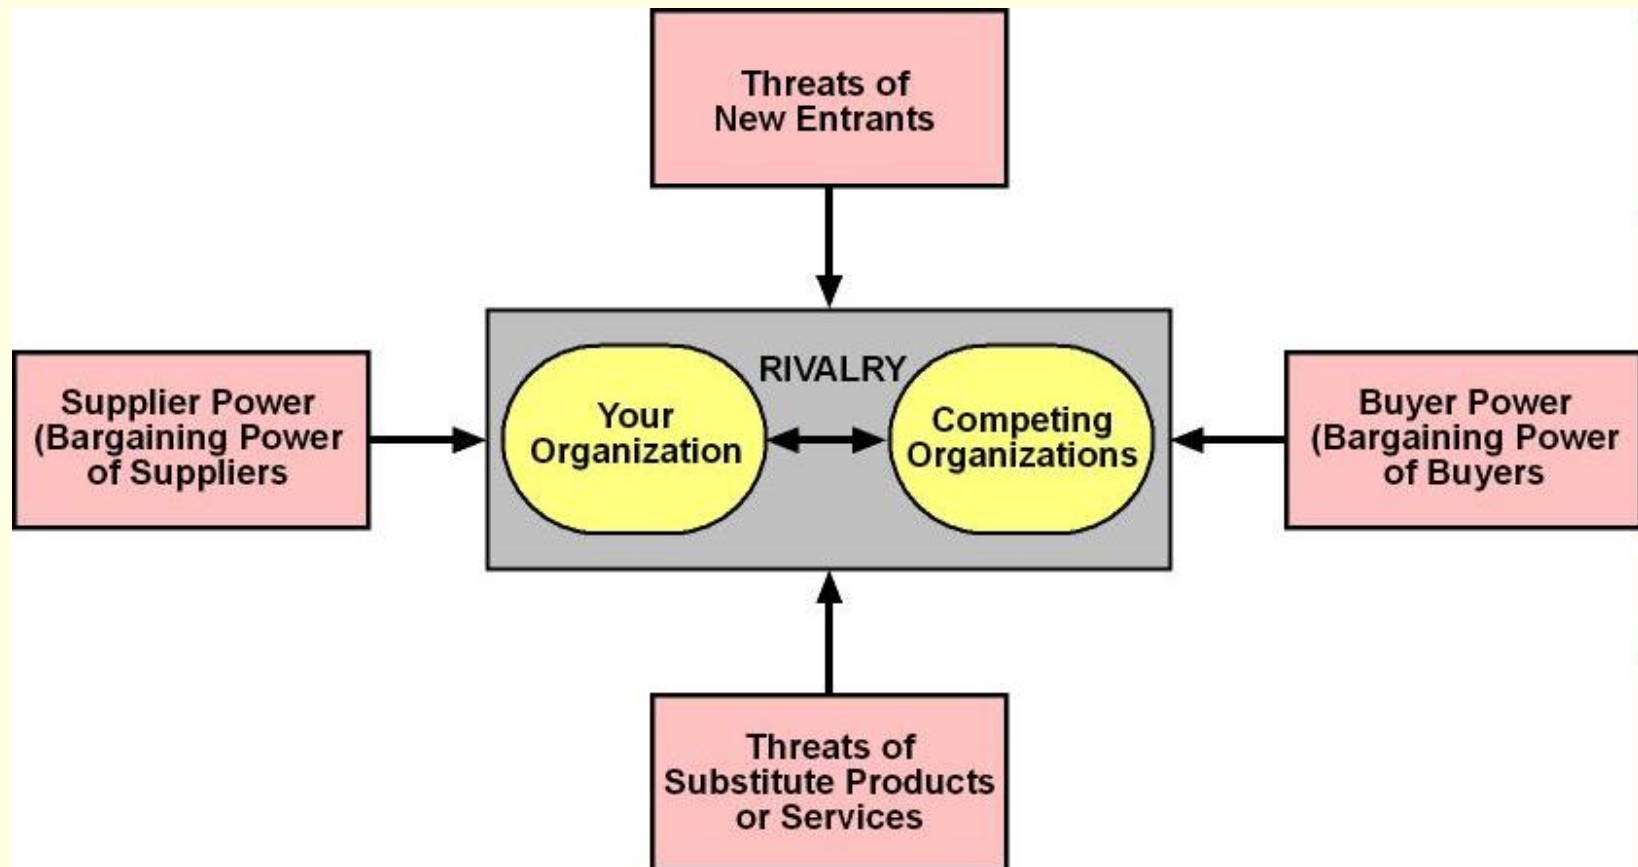 Threats of
New Entrants
RIVALRY
Supplier Power
(Bargaining Power
of Suppliers
Your
Organization
Competing
Organizations
Buyer Power
(Bargaining Power
of Buyers
Threats of
Substitute Products
or Services